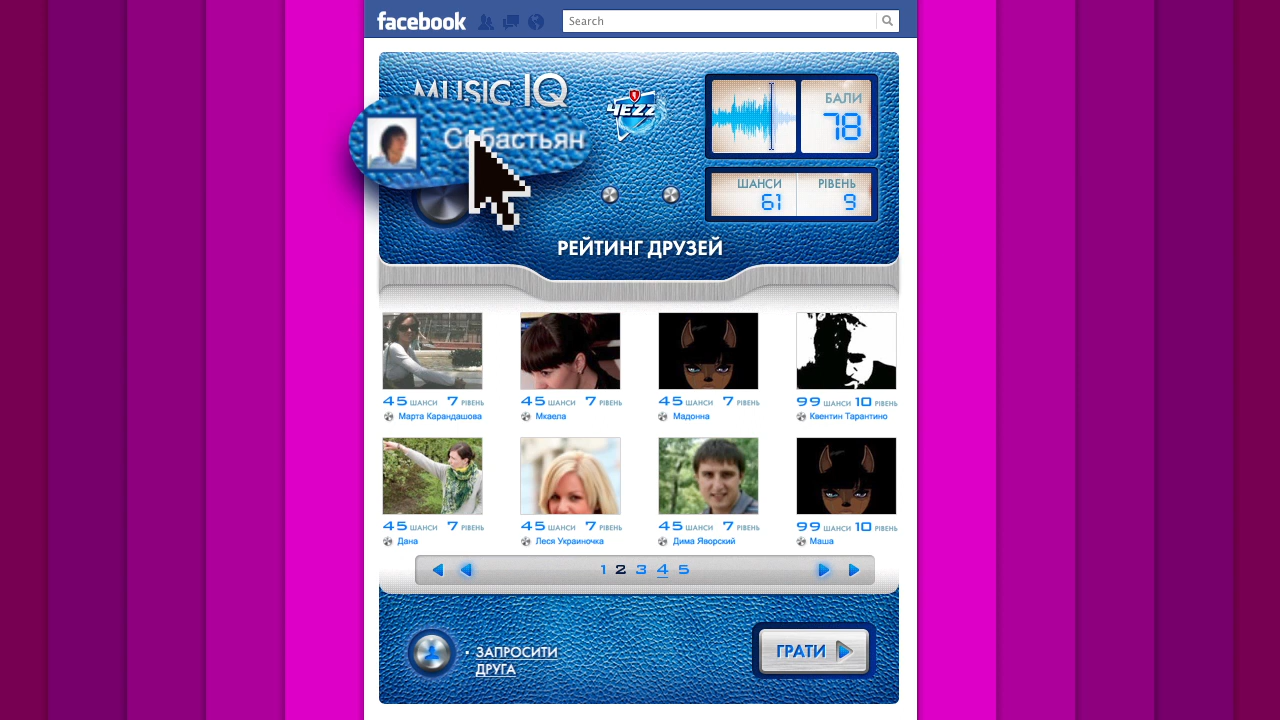 facebook
Search
MUSIC IQ
ЧЕZZ
БАЛИ
78
Себастьян
ШАНСИ
РІВЕНЬ
61
9
РЕЙТИНГ ДРУЗЕЙ
45 ШАНСИ 7 РІВЕНЬ
45 ШАНСИ 7 РІВЕНЬ
45 ШАНСИ 7 РІВЕНЬ
99 ШАНСИ 10 РІВЕНЬ
Марта Карандашова
Мкаела
Мадонна
Квентин Тарантино
45 ШАНСИ 7 РІВЕНЬ
45 ШАНСИ 7 РІВЕНЬ
45 ШАНСИ 7 РІВЕНЬ
99 ШАНСИ 10 РІВЕНЬ
Дана
Леся Украиночка
Дима Яворский
Маша
1 2 3 4 5
ЗАПРОСИТИ
ДРУГА
ГРАТИ